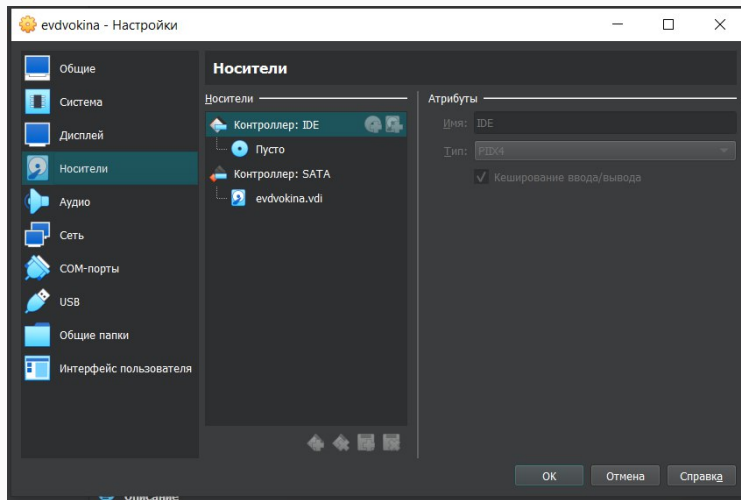 evdvokina - Настройки
Общие
Система
Дисплей
Носители
Аудио
Сеть
COM-порты
USB
Общие папки
Интерфейс пользователя
Носители
Носители
Контроллер: IDE
Пусто
Контроллер: SATA
evdvokina.vdi
Атрибуты
Имя: IDE
Тип: PIIX4
Кеширование ввода/вывода
OK Отмена Справка
Описание